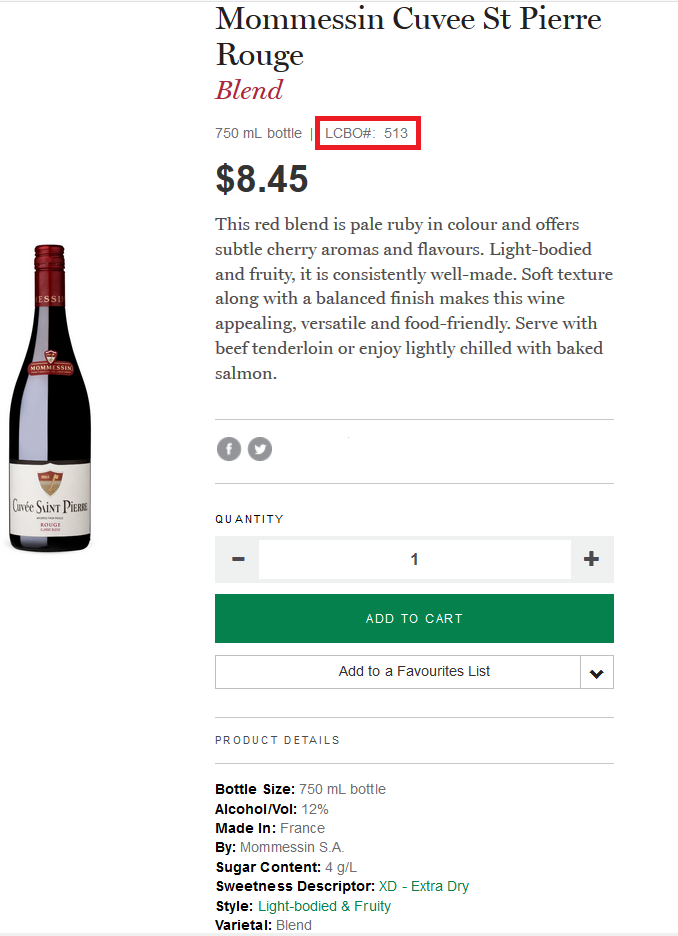 Mommessin Cuvee St Pierre
Rouge
Blend
750 mL bottle | LCBO#: 513
$8.45
This red blend is pale ruby in colour and offers
subtle cherry aromas and flavours. Light-bodied
and fruity, it is consistently well-made. Soft texture
along with a balanced finish makes this wine
appealing, versatile and food-friendly. Serve with
beef tenderloin or enjoy lightly chilled with baked
salmon.
ESSI
MOMMESSIN
Cuvée Saint Pierre
ROUGE
QUANTITY
− 1 +
ADD TO CART
Add to a Favourites List
PRODUCT DETAILS
Bottle Size: 750 mL bottle
Alcohol/Vol: 12%
Made In: France
By: Mommessin S.A.
Sugar Content: 4 g/L
Sweetness Descriptor: XD - Extra Dry
Style: Light-bodied & Fruity
Varietal: Blend